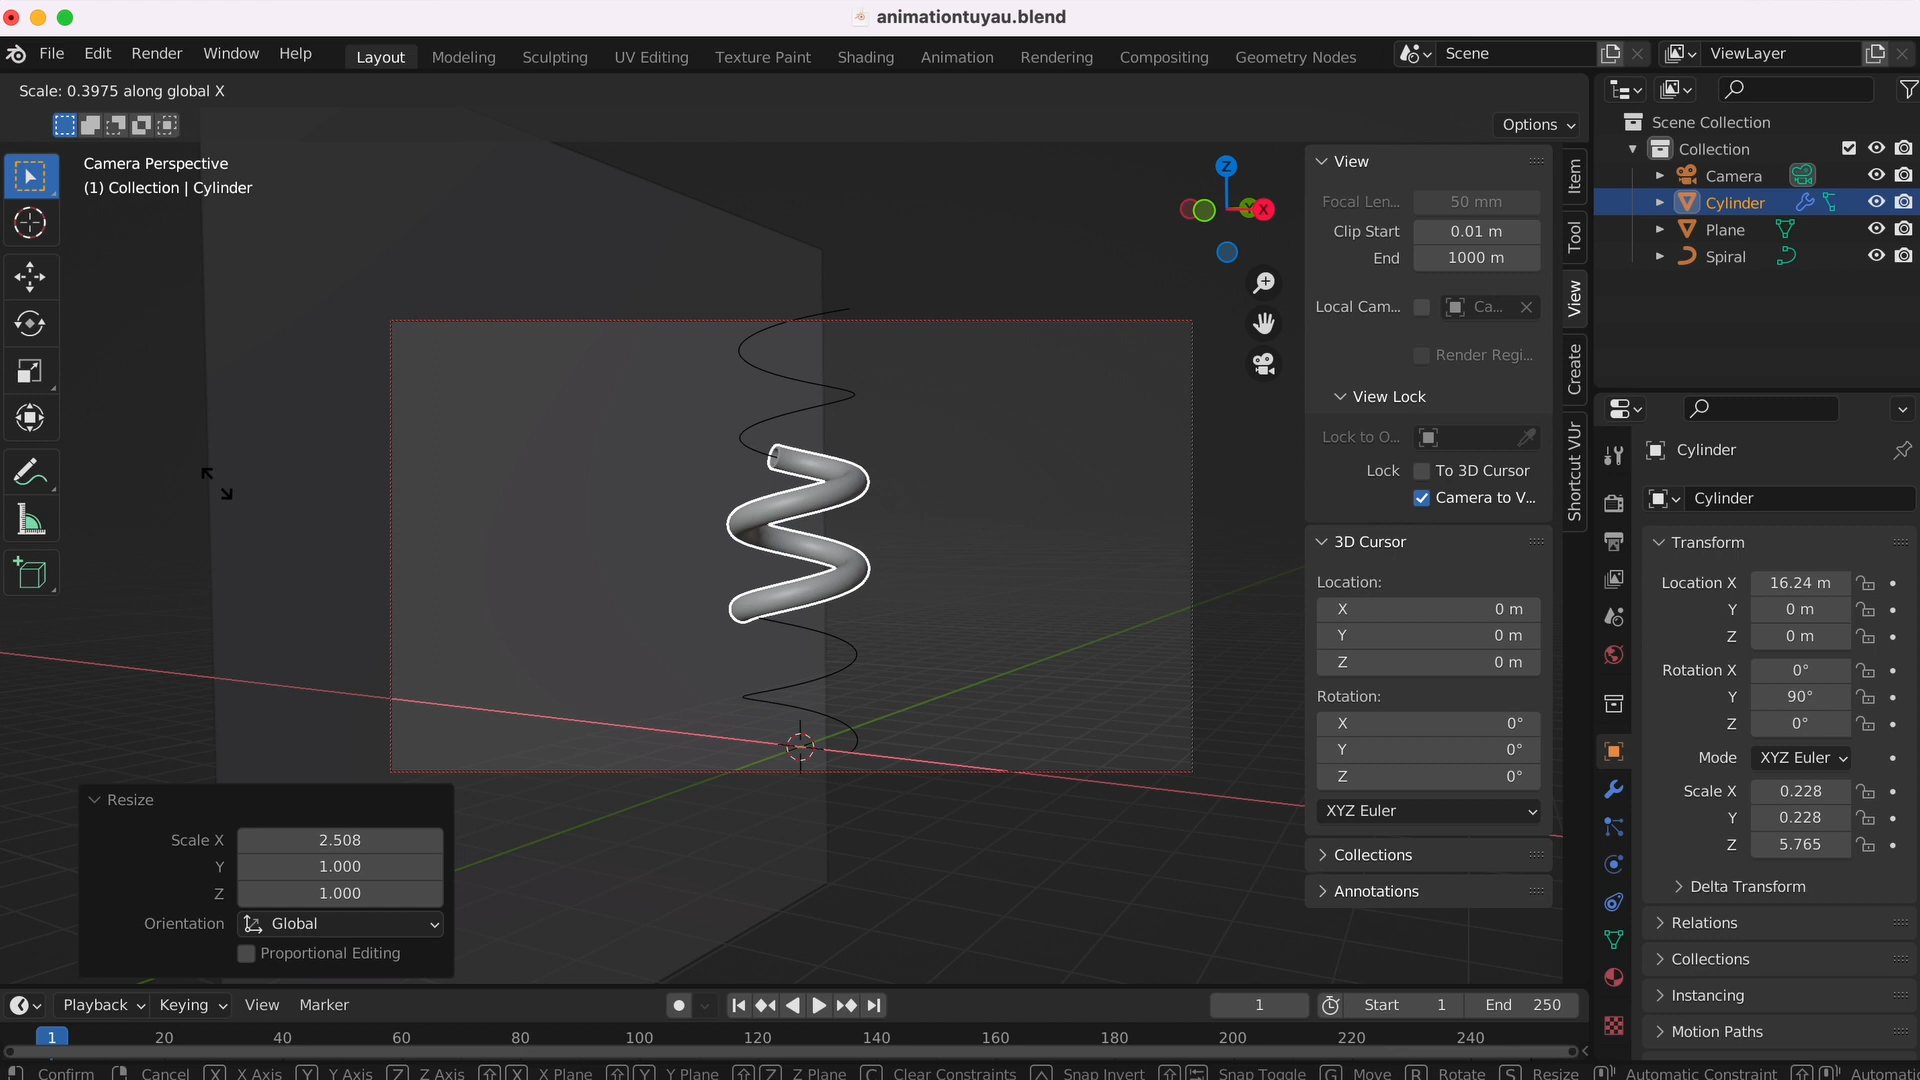 animationtuyau.blend
File Edit Render Window Help Layout Modeling Sculpting UV Editing Texture Paint Shading Animation Rendering Compositing Geometry Nodes Scene ViewLayer
Scale: 0.3975 along global X
Options
Camera Perspective
(1) Collection | Cylinder
Z
Y
X
View
Focal Len... 50 mm
Clip Start 0.01 m
End 1000 m
Local Cam... Ca...
Render Regi...
View Lock
Lock to O...
Lock To 3D Cursor
Camera to V...
3D Cursor
Location:
X 0 m
Y 0 m
Z 0 m
Rotation:
X 0°
Y 0°
Z 0°
XYZ Euler
Collections
Annotations
Item
Tool
View
Create
Shortcut VUr
Scene Collection
Collection
Camera
Cylinder
Plane
Spiral
Cylinder
Cylinder
Transform
Location X 16.24 m
Y 0 m
Z 0 m
Rotation X 0°
Y 90°
Z 0°
Mode XYZ Euler
Scale X 0.228
Y 0.228
Z 5.765
Delta Transform
Relations
Collections
Instancing
Motion Paths
Resize
Scale X 2.508
Y 1.000
Z 1.000
Orientation Global
Proportional Editing
Playback Keying View Marker 1 Start 1 End 250
1 20 40 60 80 100 120 140 160 180 200 220 240
Confirm Cancel X X Axis Y Y Axis Z Z Axis X X Plane Y Y Plane Z Z Plane C Clear Constraints Snap Invert Snap Toggle G Move R Rotate S Resize Automatic Constraint Automati